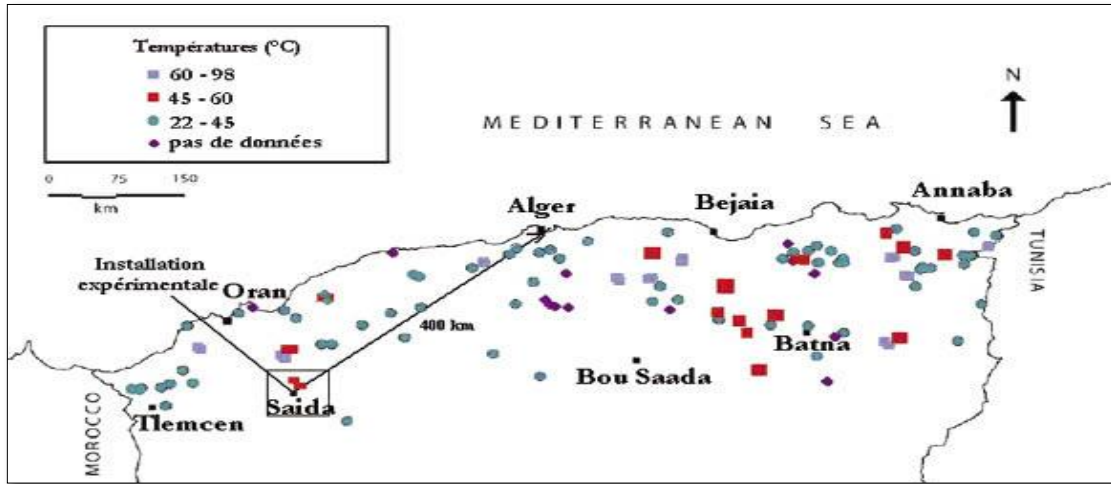 Températures (°C)
60 - 98
45 - 60
22 - 45
pas de données
0 75 150
km
N
MEDITERRANEAN SEA
Alger
Bejaia
Annaba
TUNISIA
Installation
expérimentale
Oran
400 km
Batna
Bou Saada
Saida
Tlemcen
MOROCCO